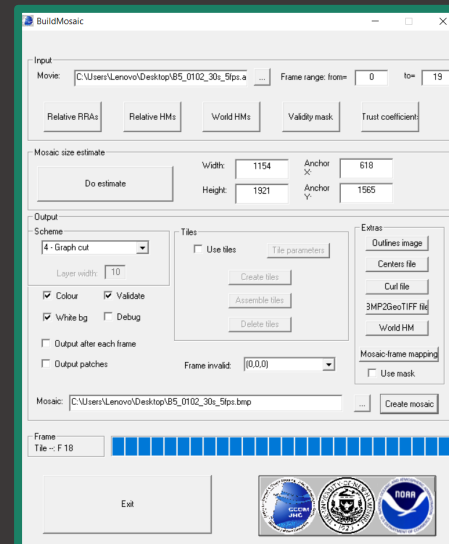 BuildMosaic
Input
Movie: C:\Users\Lenovo\Desktop\B5_0102_30s_5fps.a ... Frame range: from= 0 to= 19
Relative RRAs Relative HMs World HMs Validity mask Trust coefficient:
Mosaic size estimate
Do estimate
Width: 1154 Anchor X: 618
Height: 1921 Anchor Y: 1565
Output
Scheme
4 - Graph cut
Layer width: 10
Colour Validate
White bg Debug
Output after each frame
Output patches
Tiles
Use tiles Tile parameters
Create tiles
Assemble tiles
Delete tiles
Frame invalid: (0,0,0)
Extras
Outlines image
Centers file
Curl file
3MP2GeoTIFF file
World HM
Mosaic-frame mapping
Use mask
Mosaic: C:\Users\Lenovo\Desktop\B5_0102_30s_5fps.bmp ... Create mosaic
Frame
Tile --: F 18
Exit
CCOM
JHC
NOAA